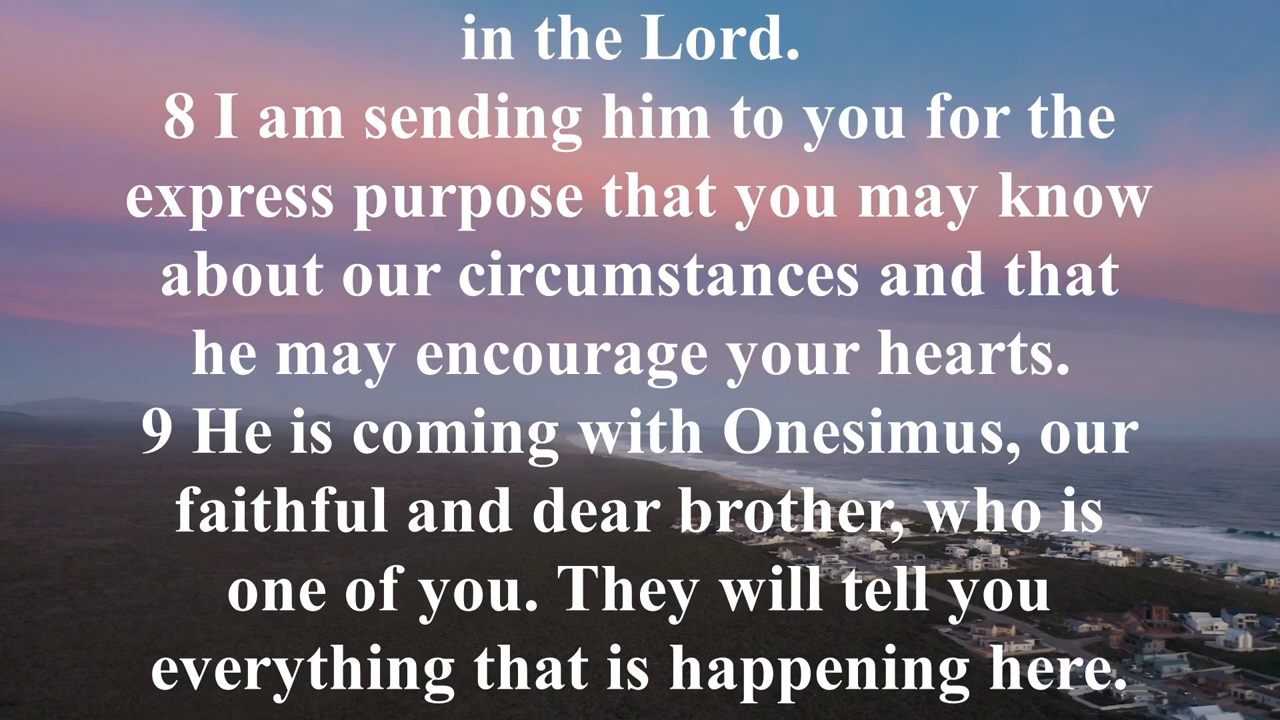 in the Lord.
8 I am sending him to you for the
express purpose that you may know
about our circumstances and that
he may encourage your hearts.
9 He is coming with Onesimus, our
faithful and dear brother, who is
one of you. They will tell you
everything that is happening here.